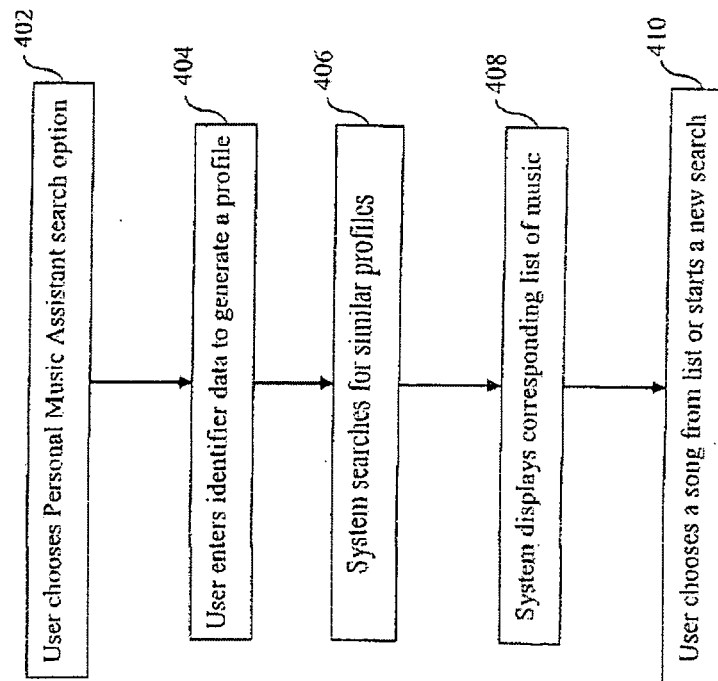 402
User chooses Personal Music Assistant search option
404
User enters identifier data to generate a profile
406
System searches for similar profiles
408
System displays corresponding list of music
410
User chooses a song from list or starts a new search